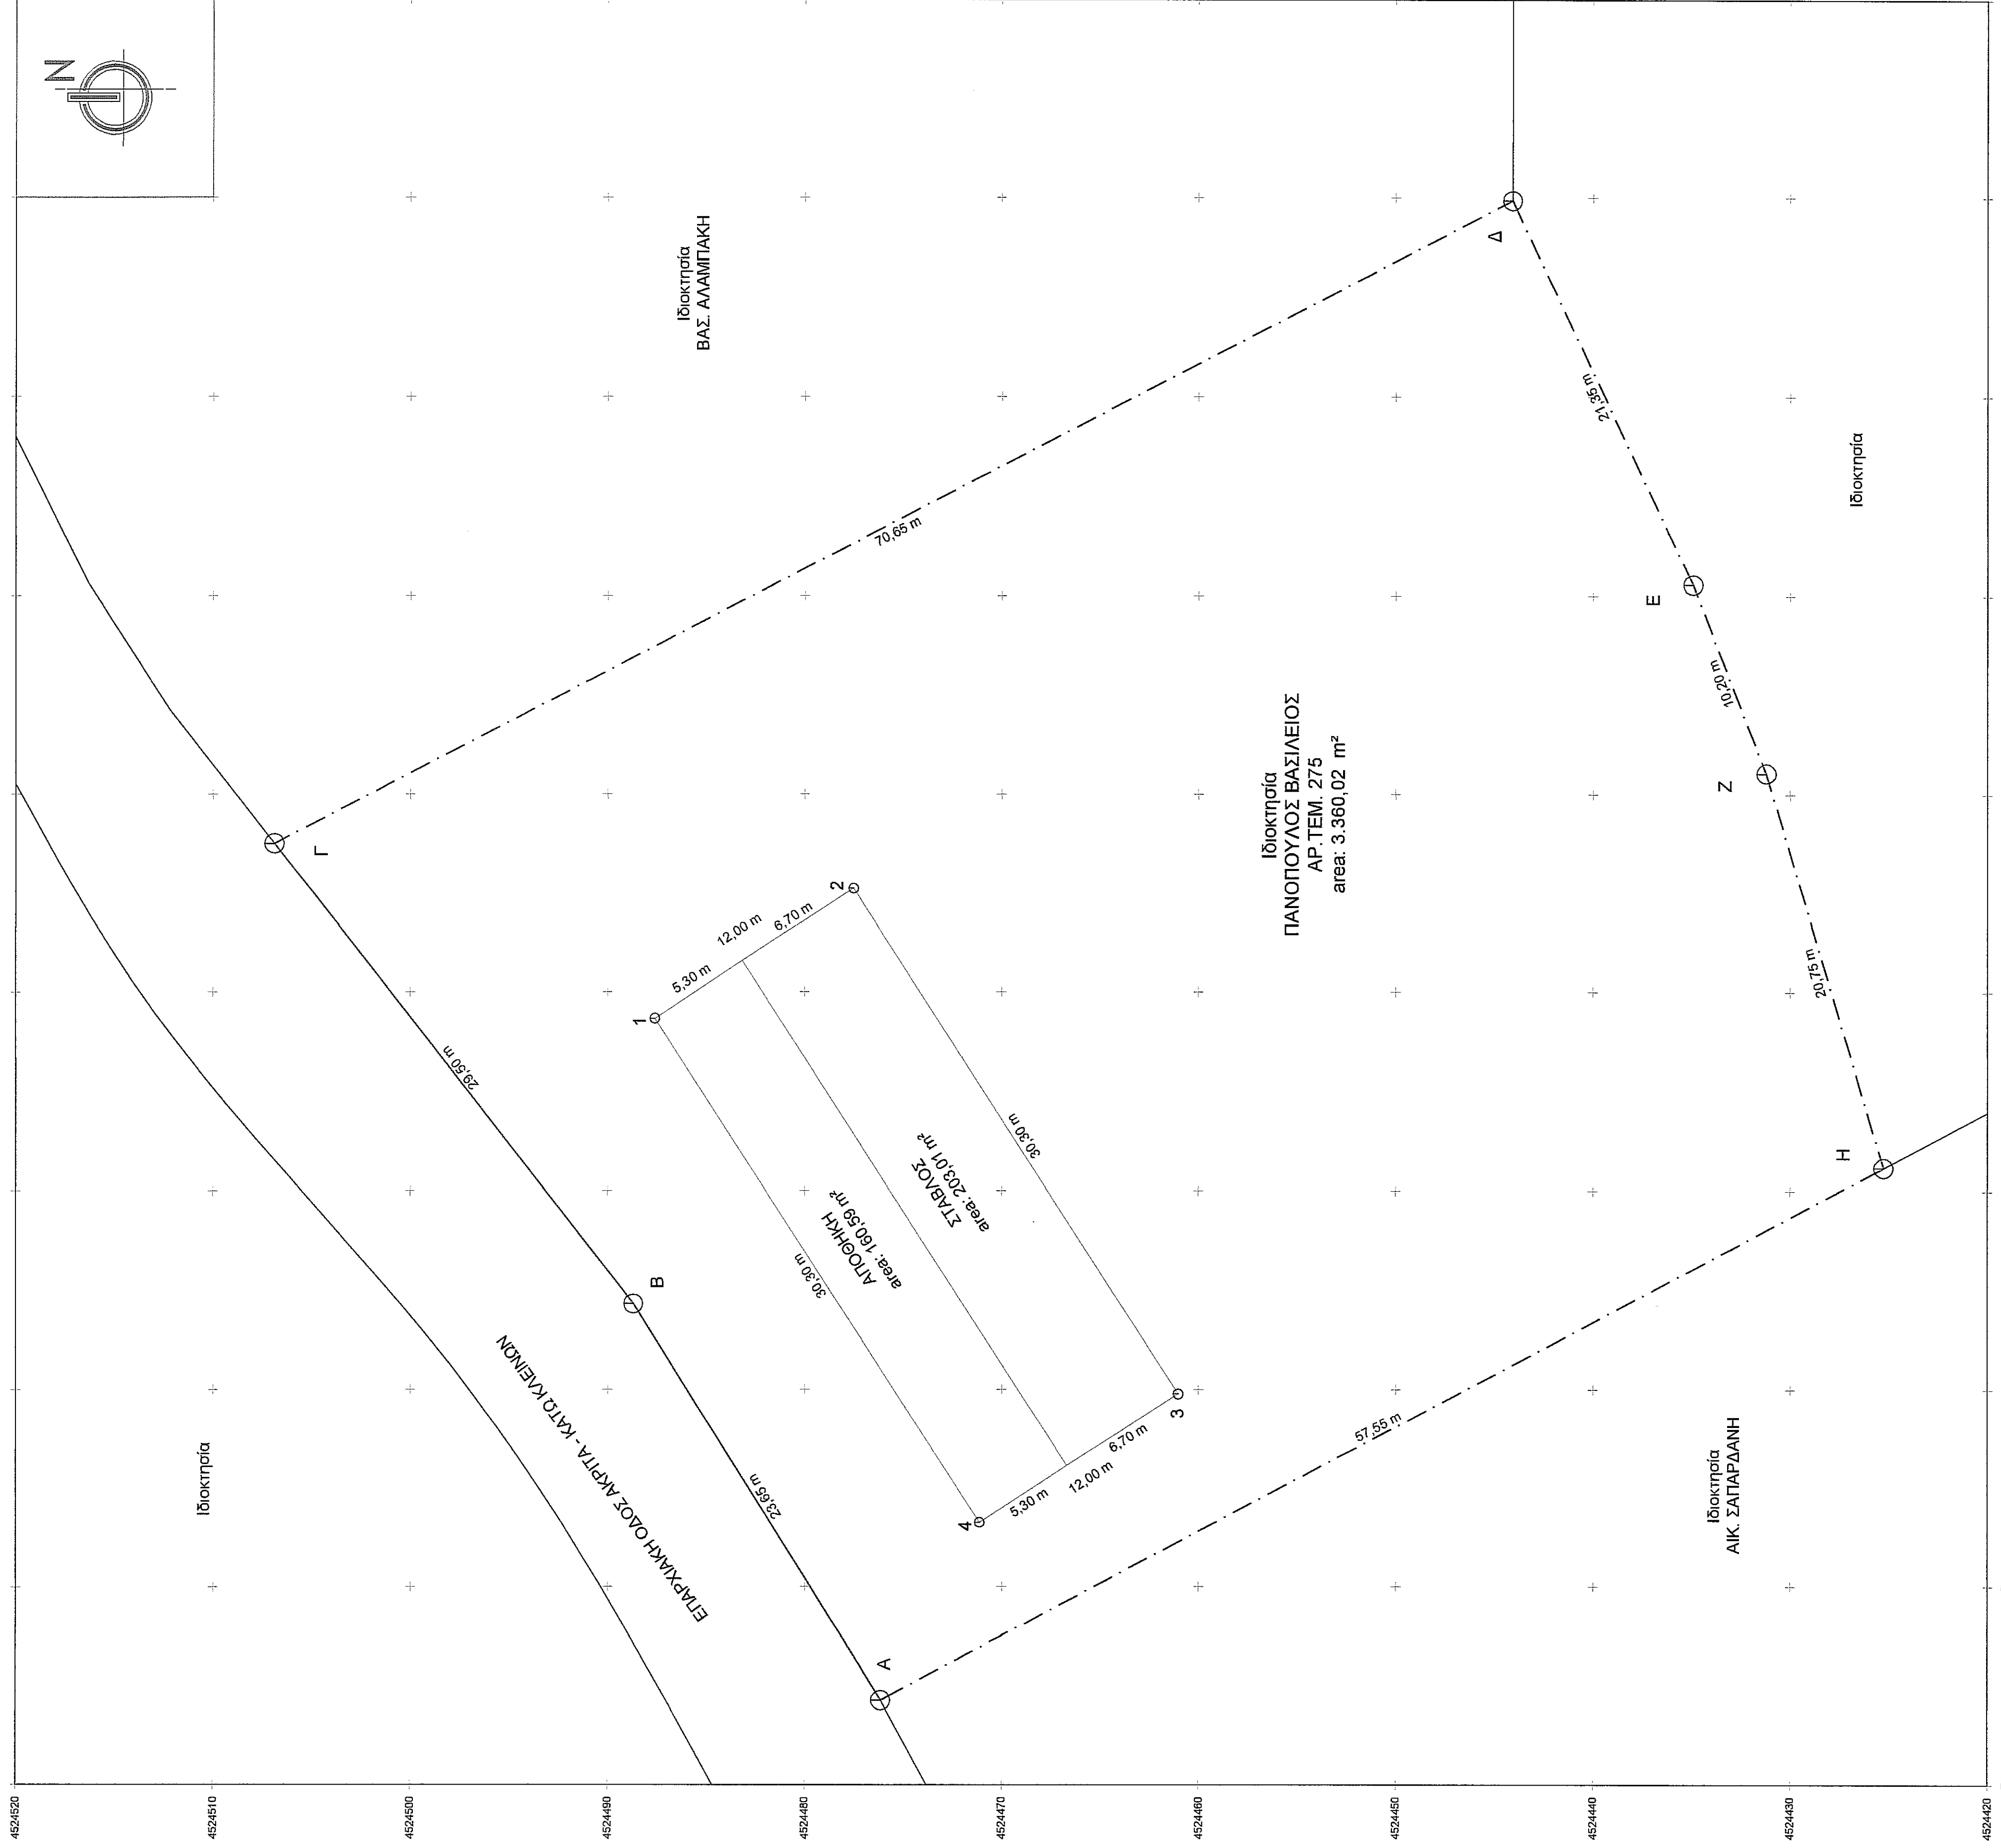 N
Ιδιοκτησία
ΕΠΑΡΧΙΑΚΗ ΟΔΟΣ ΑΚΡΙΤΑ - ΚΑΤΩ ΚΛΕΙΝΩΝ
Ιδιοκτησία
ΒΑΣ. ΑΛΑΜΠΑΚΗ
Γ
29,50 m
Β
23,65 m
Α
70,65 m
Δ
21,35 m
Ε
10,20 m
Ζ
20,75 m
Η
57,55 m
1
5,30 m
12,00 m
6,70 m
2
30,30 m
ΑΠΟΘΗΚΗ
area: 160,59 m²
ΣΤΑΒΛΟΣ
area: 203,01 m²
30,30 m
4
5,30 m
12,00 m
6,70 m
3
Ιδιοκτησία
ΠΑΝΟΠΟΥΛΟΣ ΒΑΣΙΛΕΙΟΣ
ΑΡ.ΤΕΜ. 275
area: 3.360,02 m²
Ιδιοκτησία
Ιδιοκτησία
ΑΙΚ. ΣΑΠΑΡΔΑΝΗ
4524520
4524510
4524500
4524490
4524480
4524470
4524460
4524450
4524440
4524430
4524420